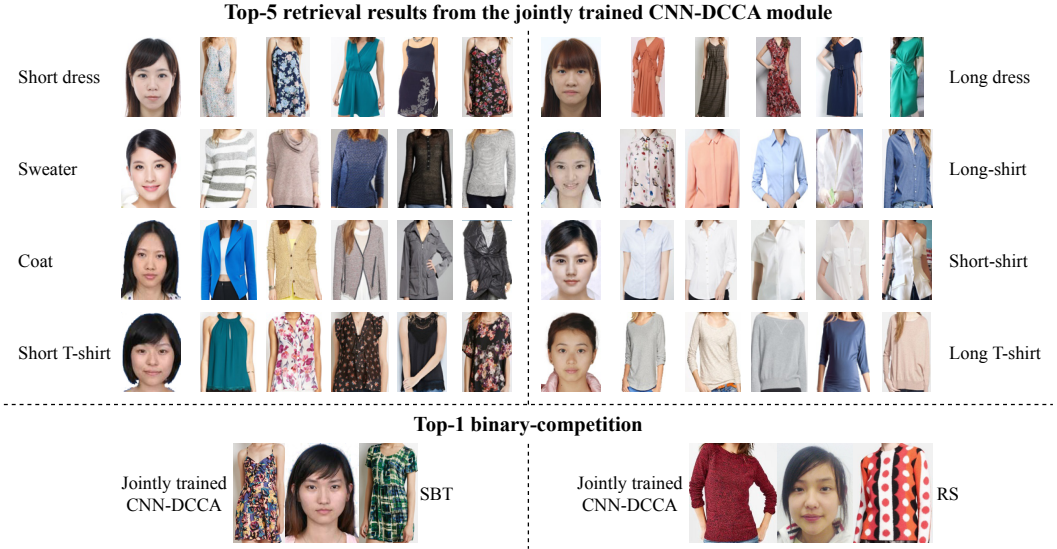 Top-5 retrieval results from the jointly trained CNN-DCCA module
Short dress
Long dress
Sweater
Long-shirt
Coat
Short-shirt
Short T-shirt
Long T-shirt
Top-1 binary-competition
Jointly trained
CNN-DCCA
SBT
Jointly trained
CNN-DCCA
RS